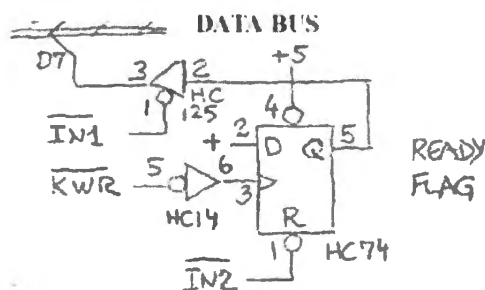 DATA BUS
D7
3
2
+5
1
HC
125
4
IN1
+
2
D
Q
5
READY
FLAG
KWR
5
6
3
HC14
R
1
HC74
IN2